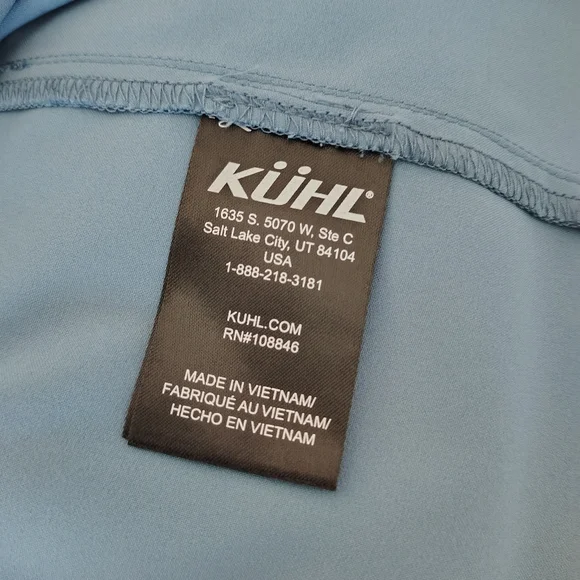 KÜHL®
1635 S. 5070 W, Ste C
Salt Lake City, UT 84104
USA
1-888-218-3181
KUHL.COM
RN#108846
MADE IN VIETNAM/
FABRIQUÉ AU VIETNAM/
HECHO EN VIETNAM